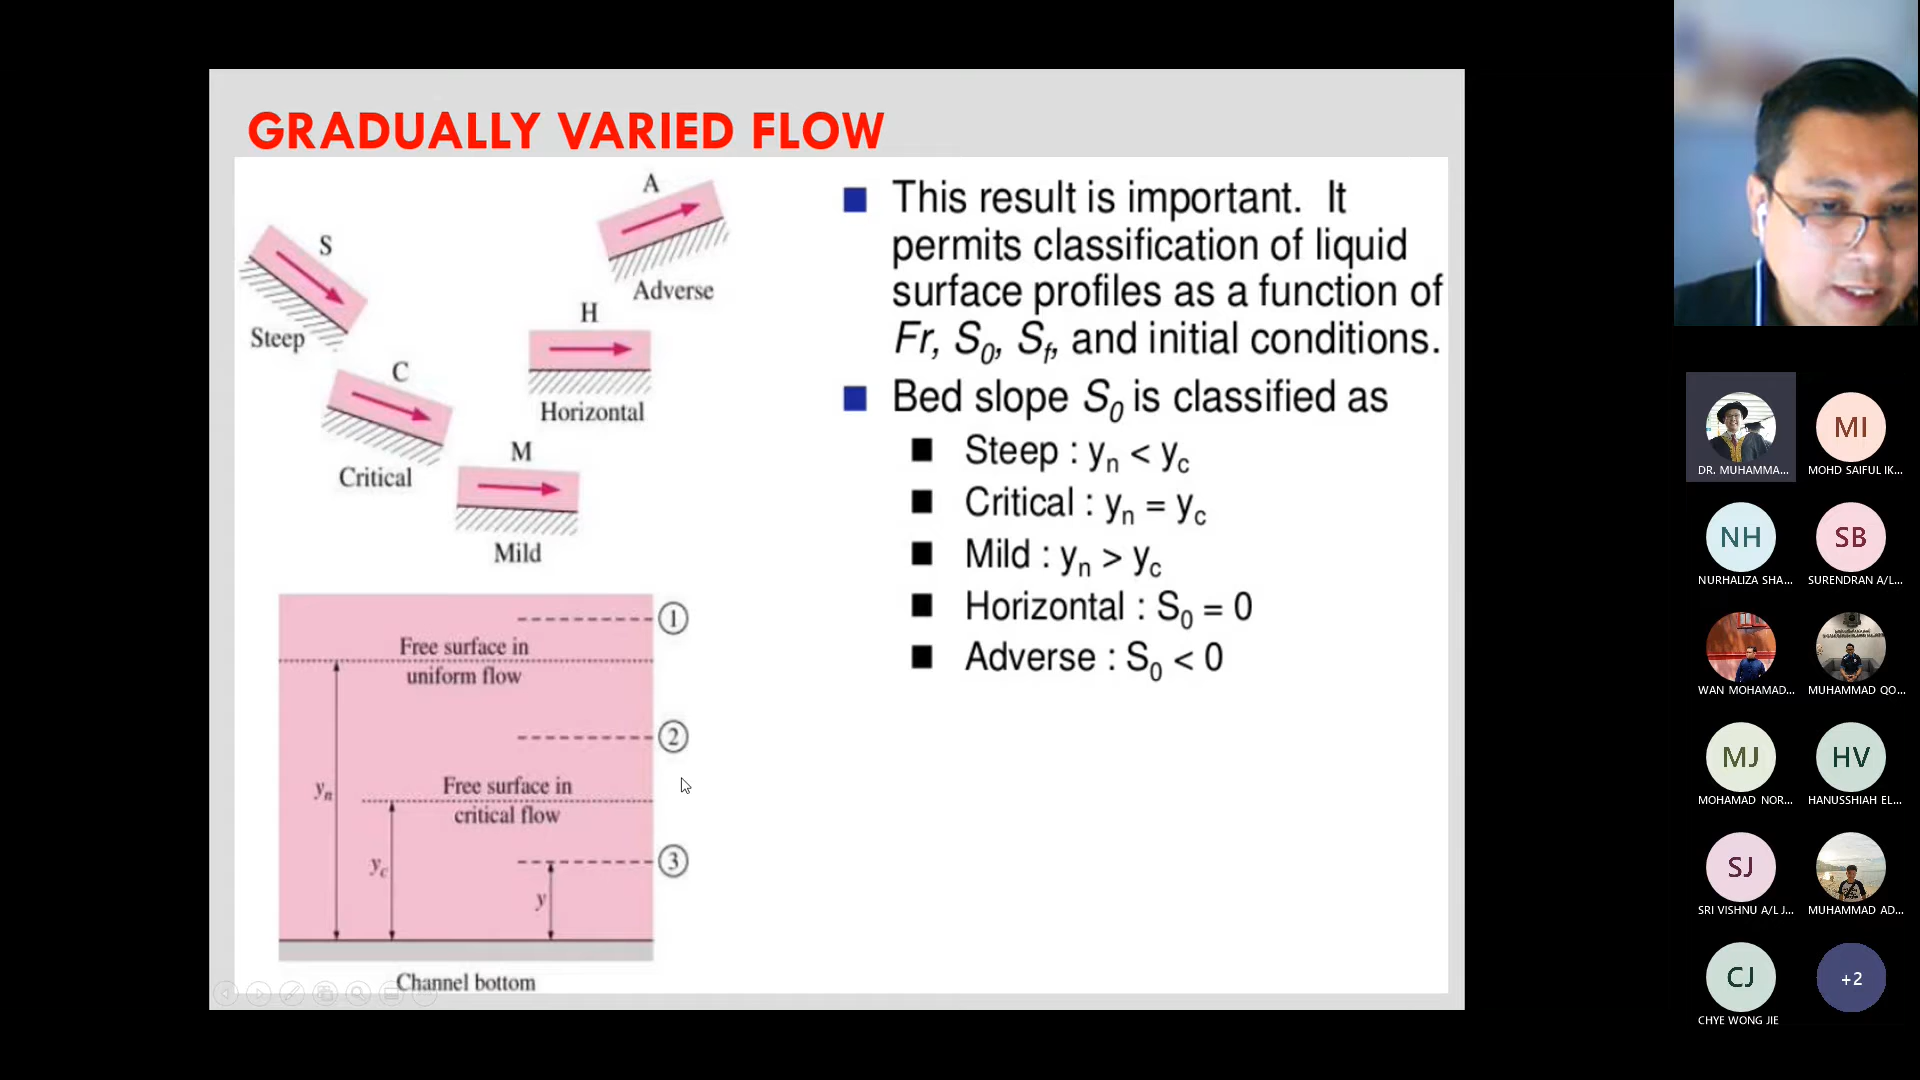 GRADUALLY VARIED FLOW
A
S
Adverse
H
Steep
C
Horizontal
M
Critical
Mild
1
Free surface in
uniform flow
2
yn
Free surface in
critical flow
yc
3
y
Channel bottom
This result is important. It
permits classification of liquid
surface profiles as a function of
Fr, S0, Sf, and initial conditions.
Bed slope S0 is classified as
Steep : yn < yc
Critical : yn = yc
Mild : yn > yc
Horizontal : S0 = 0
Adverse : S0 < 0
DR. MUHAMMA...
MI
MOHD SAIFUL IK...
NH
NURHALIZA SHA...
SB
SURENDRAN A/L...
WAN MOHAMAD...
MUHAMMAD QO...
MJ
MOHAMAD NOR...
HV
HANUSSHIAH EL...
SJ
SRI VISHNU A/L J...
MUHAMMAD AD...
CJ
CHYE WONG JIE
+2